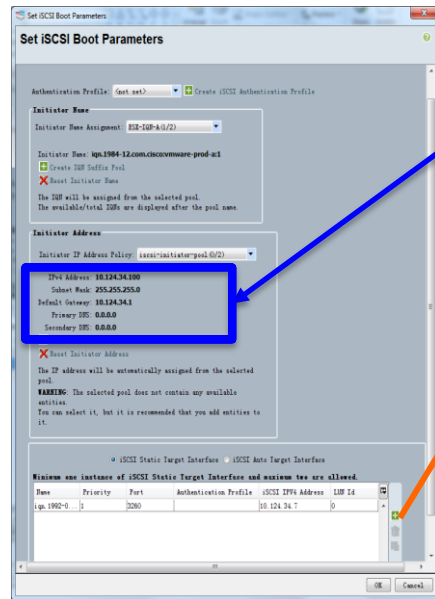 Set iSCSI Boot Parameters
Set iSCSI Boot Parameters
Authentication Profile: <not set> Create iSCSI Authentication Profile
Initiator Name
Initiator Name Assignment: ESX-IQN-A(1/2)
Initiator Name: iqn.1984-12.com.cisco:vmware-prod-a:1
Create IQN Suffix Pool
Reset Initiator Name
The IQN will be assigned from the selected pool.
The available/total IQNs are displayed after the pool name.
Initiator Address
Initiator IP Address Policy: iscsi-initiator-pool(0/2)
IPv4 Address: 10.124.34.100
Subnet Mask: 255.255.255.0
Default Gateway: 10.124.34.1
Primary DNS: 0.0.0.0
Secondary DNS: 0.0.0.0
Reset Initiator Address
The IP address will be automatically assigned from the selected
pool.
WARNING: The selected pool does not contain any available
entities.
You can select it, but it is recommended that you add entities to
it.
iSCSI Static Target Interface iSCSI Auto Target Interface
Minimum one instance of iSCSI Static Target Interface and maximum two are allowed.
Name Priority Port Authentication Profile iSCSI IPV4 Address LUN Id
iqn.1992-0... 1 3260 10.124.34.7 0
OK Cancel